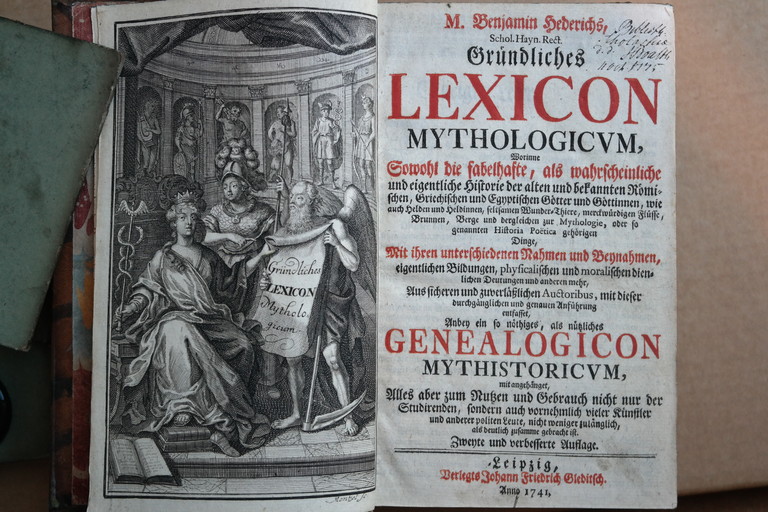 Gründliches
LEXICON
Mytholo-
gicum
M. Benjamin Hederichs,
Schol. Hayn. Rect.
Gründliches
LEXICON
MYTHOLOGICVM,
Worinne
Sowohl die fabelhafte, als wahrscheinliche
und eigentliche Historie der alten und bekannten Römi-
schen, Griechischen und Egyptischen Götter und Göttinnen, wie
auch Helden und Heldinnen, seltsamen Wunder-Thiere, merckwürdigen Flüsse,
Brunnen, Berge und dergleichen zur Mythologie, oder so
genannten Historia Poëtica gehörigen
Dinge,
Mit ihren unterschiedenen Nahmen und Beynahmen,
eigentlichen Bildungen, physicalischen und moralischen dien-
lichen Deutungen und anderen mehr,
Aus sicheren und zuverläßlichen Auctoribus, mit dieser
durchgänglichen und genauen Anführung
entfasset,
Anbey ein so nöthiges, als nützliches
GENEALOGICON
MYTHISTORICVM,
mit angehänget,
Alles aber zum Nutzen und Gebrauch nicht nur der
Studirenden, sondern auch vornehmlich vieler Künstler
und anderer politen Leute, nicht weniger zulänglich,
als deutlich zusamme gebracht ist.
Zweyte und verbesserte Auflage.
Leipzig,
Verlegts Johann Friedrich Gleditsch.
Anno 1741,